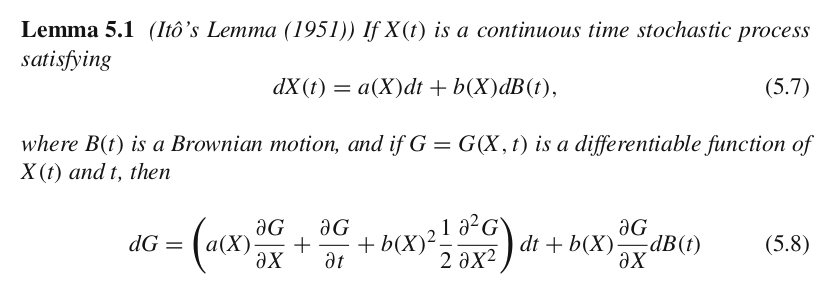 Lemma 5.1 (Itô's Lemma (1951)) If X(t) is a continuous time stochastic process
satisfying
dX(t) = a(X)dt + b(X)dB(t), (5.7)
where B(t) is a Brownian motion, and if G = G(X, t) is a differentiable function of
X(t) and t, then
dG = ( a(X) ∂G/∂X + ∂G/∂t + b(X)² 1/2 ∂²G/∂X² ) dt + b(X) ∂G/∂X dB(t) (5.8)